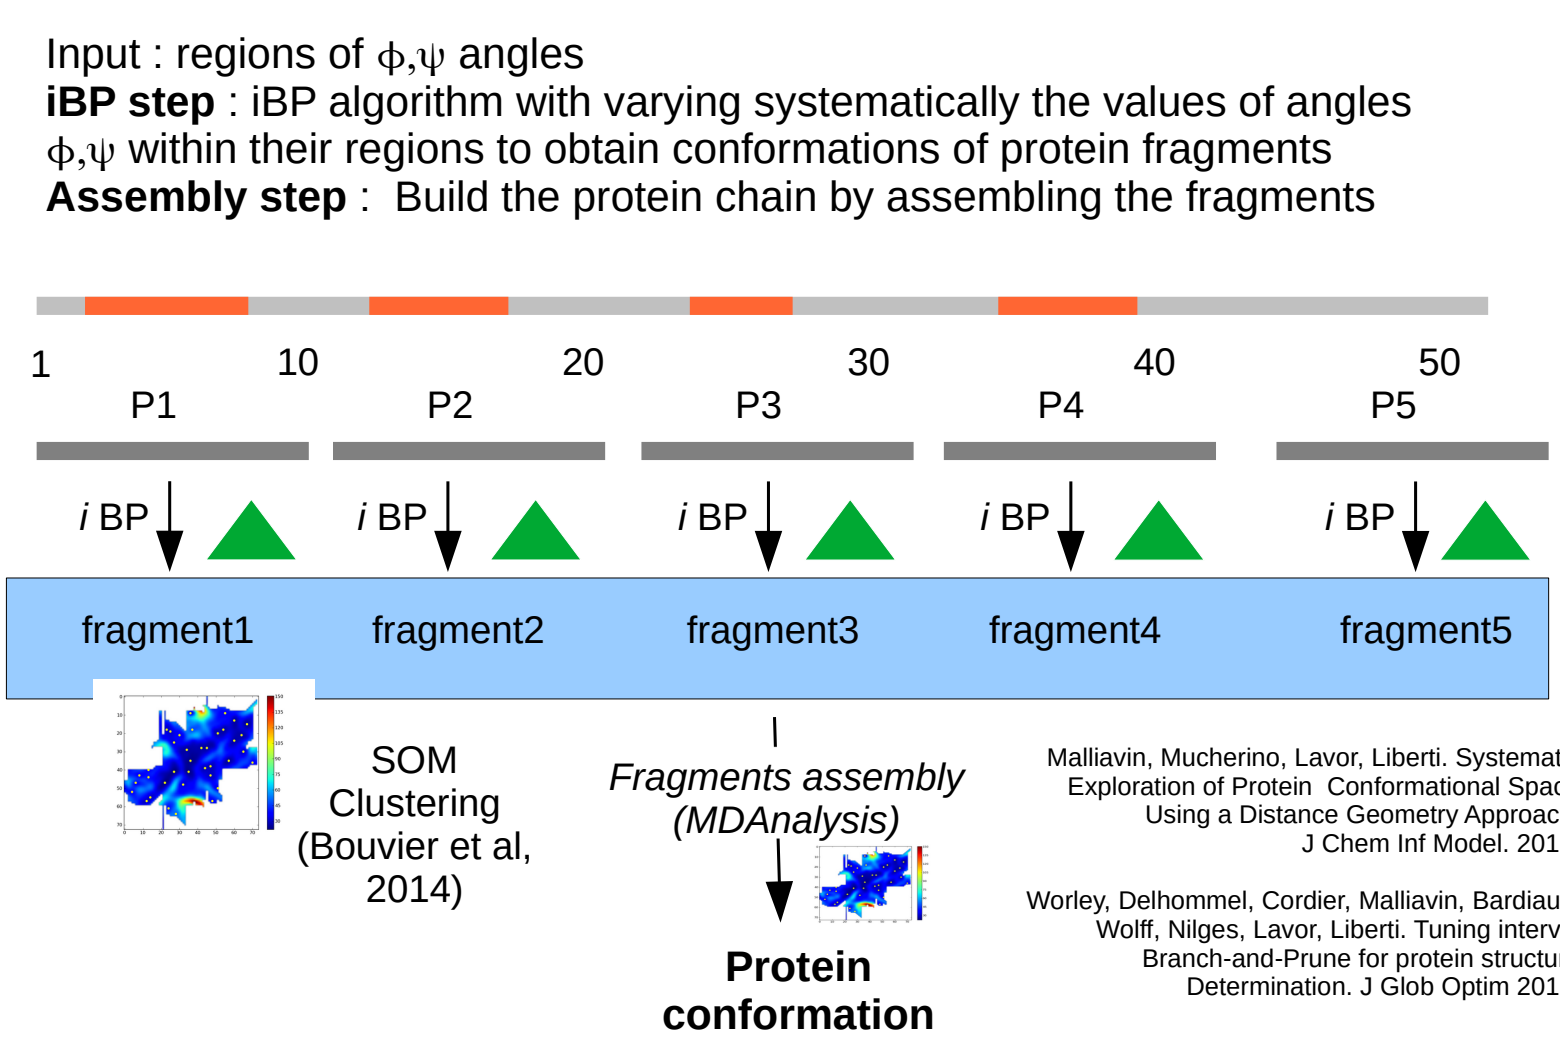 Input : regions of ϕ,ψ angles
iBP step : iBP algorithm with varying systematically the values of angles
ϕ,ψ within their regions to obtain conformations of protein fragments
Assembly step : Build the protein chain by assembling the fragments
1 10 20 30 40 50
P1 P2 P3 P4 P5
i BP i BP i BP i BP i BP
fragment1 fragment2 fragment3 fragment4 fragment5
SOM
Clustering
(Bouvier et al,
2014)
Fragments assembly
(MDAnalysis)
Protein
conformation
Malliavin, Mucherino, Lavor, Liberti. Systemat
Exploration of Protein Conformational Spac
Using a Distance Geometry Approac
J Chem Inf Model. 201
Worley, Delhommel, Cordier, Malliavin, Bardiau
Wolff, Nilges, Lavor, Liberti. Tuning interv
Branch-and-Prune for protein structu
Determination. J Glob Optim 201